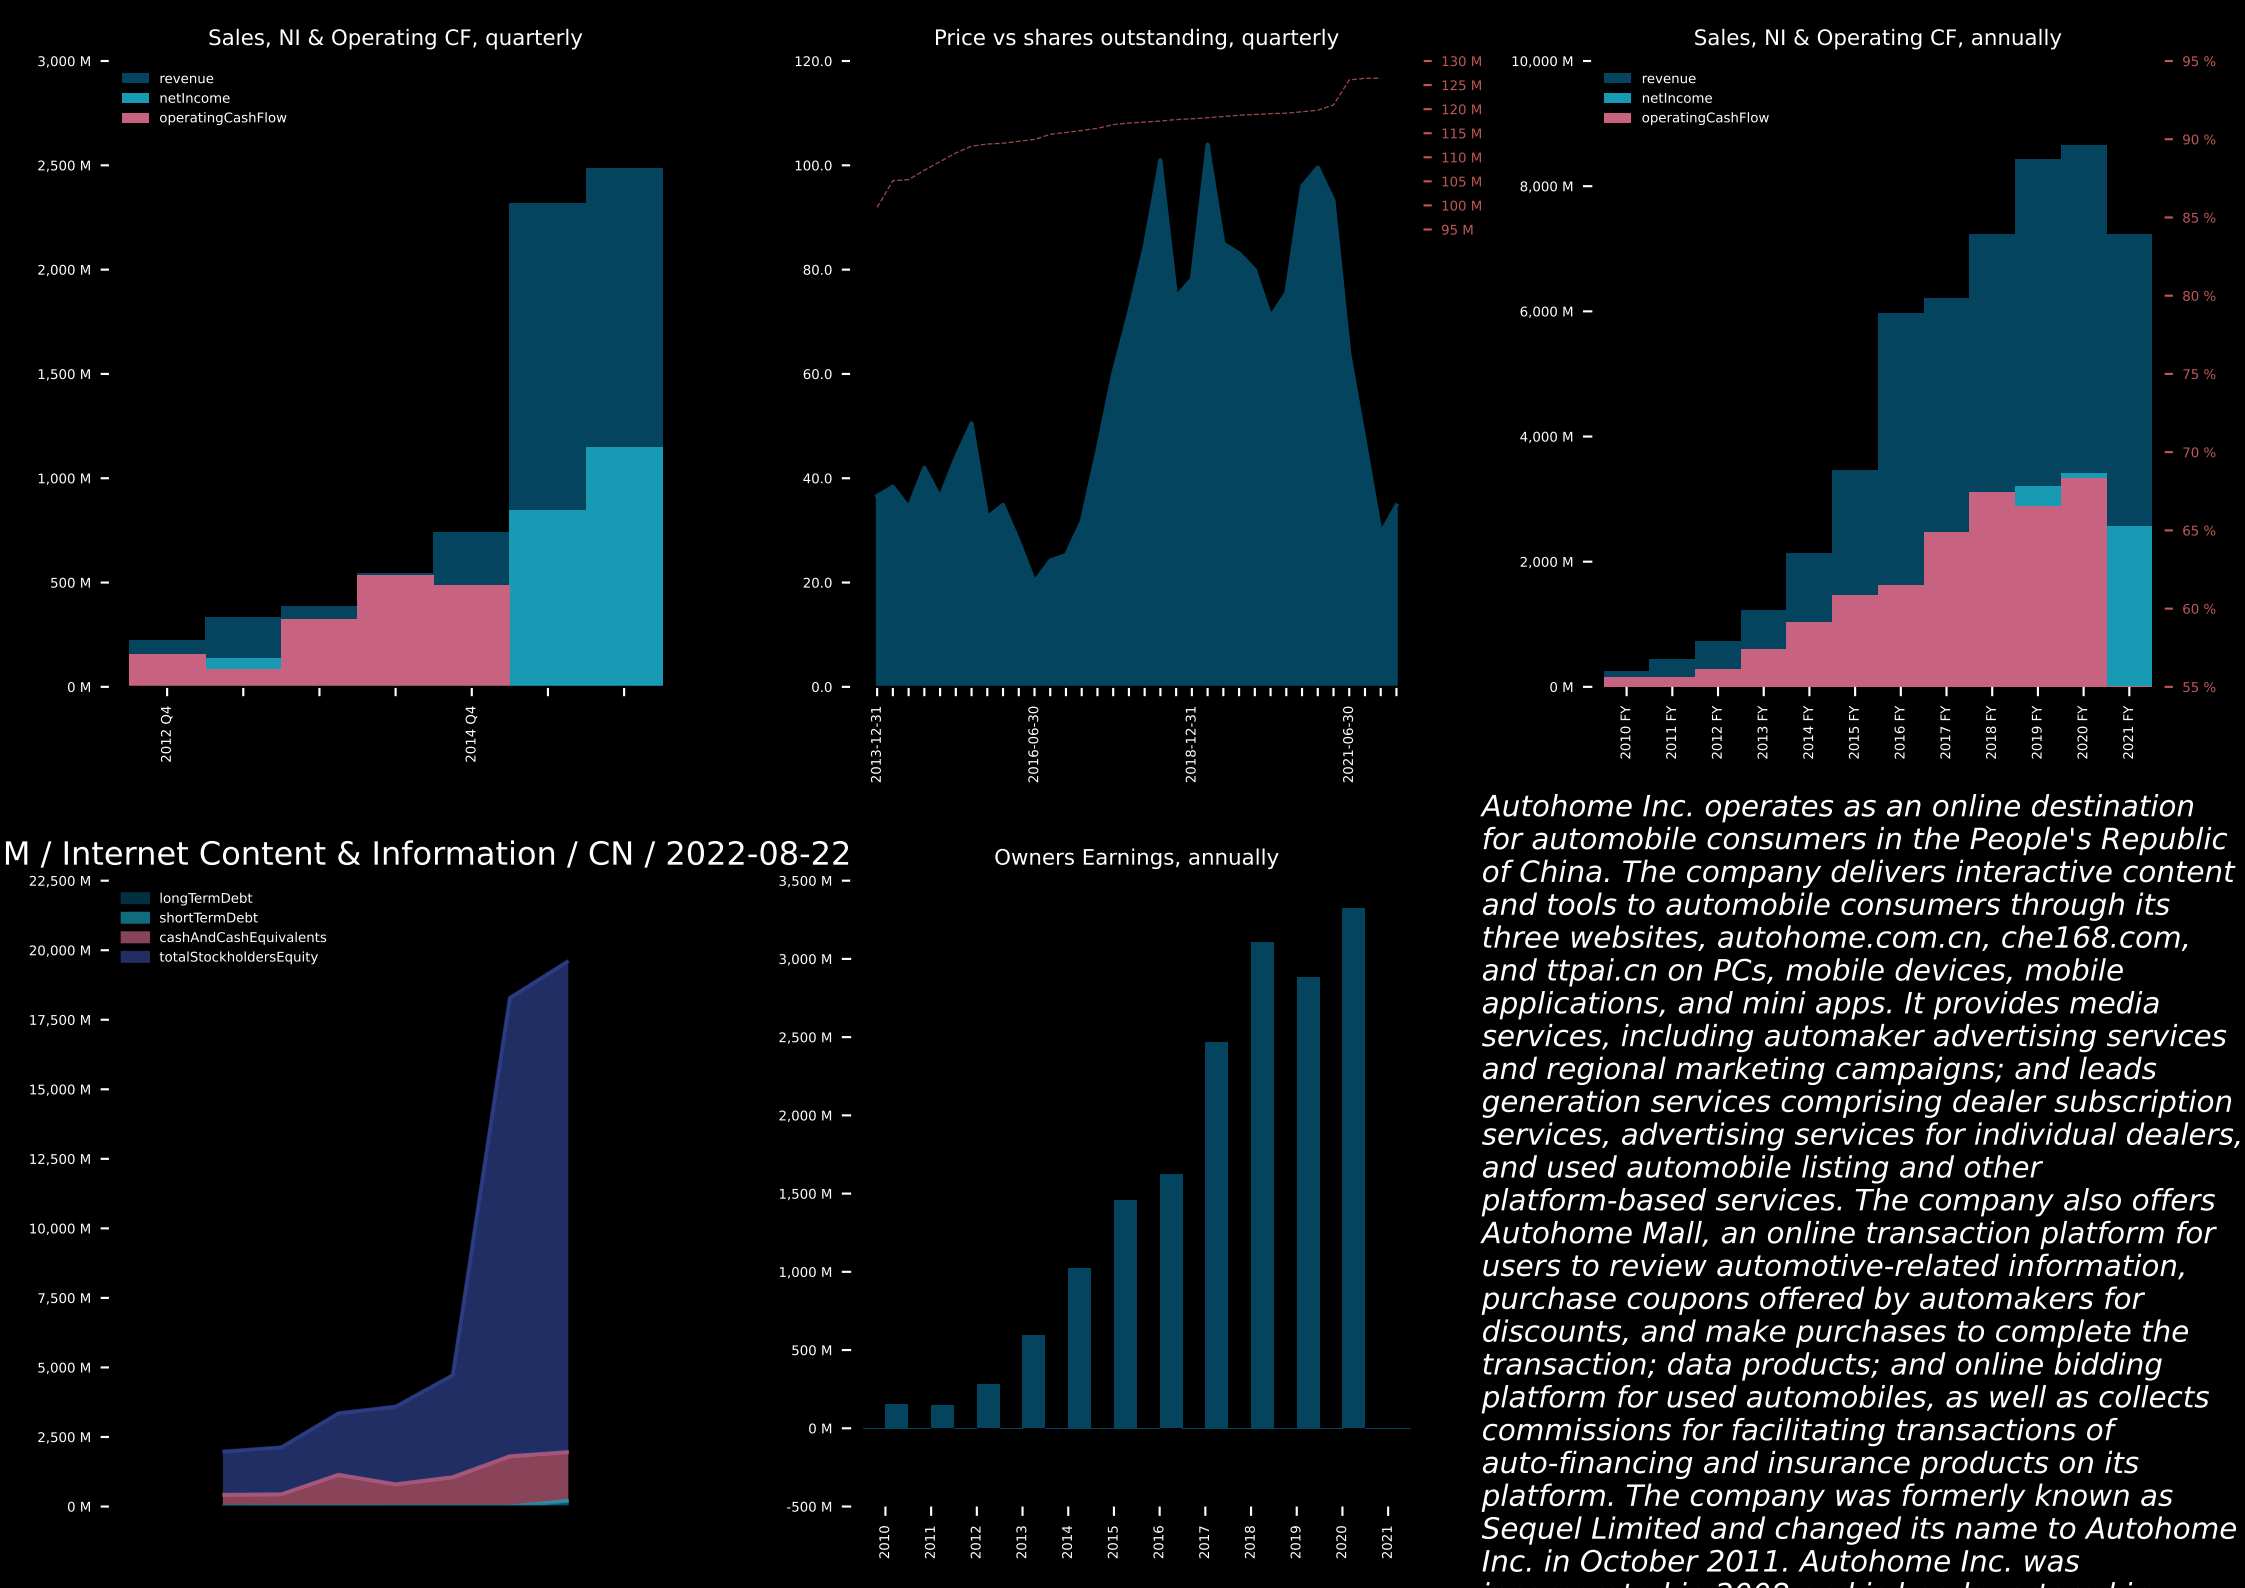 Sales, NI & Operating CF, quarterly
3,000 M
2,500 M
2,000 M
1,500 M
1,000 M
500 M
0 M
revenue
netIncome
operatingCashFlow
2012 Q4
2014 Q4
Price vs shares outstanding, quarterly
120.0
100.0
80.0
60.0
40.0
20.0
0.0
130 M
125 M
120 M
115 M
110 M
105 M
100 M
95 M
2013-12-31
2016-06-30
2018-12-31
2021-06-30
Sales, NI & Operating CF, annually
10,000 M
8,000 M
6,000 M
4,000 M
2,000 M
0 M
revenue
netIncome
operatingCashFlow
95 %
90 %
85 %
80 %
75 %
70 %
65 %
60 %
55 %
2010 FY
2011 FY
2012 FY
2013 FY
2014 FY
2015 FY
2016 FY
2017 FY
2018 FY
2019 FY
2020 FY
2021 FY
M / Internet Content & Information / CN / 2022-08-22
22,500 M
20,000 M
17,500 M
15,000 M
12,500 M
10,000 M
7,500 M
5,000 M
2,500 M
0 M
longTermDebt
shortTermDebt
cashAndCashEquivalents
totalStockholdersEquity
Owners Earnings, annually
3,500 M
3,000 M
2,500 M
2,000 M
1,500 M
1,000 M
500 M
0 M
-500 M
2010
2011
2012
2013
2014
2015
2016
2017
2018
2019
2020
2021
Autohome Inc. operates as an online destination
for automobile consumers in the People's Republic
of China. The company delivers interactive content
and tools to automobile consumers through its
three websites, autohome.com.cn, che168.com,
and ttpai.cn on PCs, mobile devices, mobile
applications, and mini apps. It provides media
services, including automaker advertising services
and regional marketing campaigns; and leads
generation services comprising dealer subscription
services, advertising services for individual dealers,
and used automobile listing and other
platform-based services. The company also offers
Autohome Mall, an online transaction platform for
users to review automotive-related information,
purchase coupons offered by automakers for
discounts, and make purchases to complete the
transaction; data products; and online bidding
platform for used automobiles, as well as collects
commissions for facilitating transactions of
auto-financing and insurance products on its
platform. The company was formerly known as
Sequel Limited and changed its name to Autohome
Inc. in October 2011. Autohome Inc. was